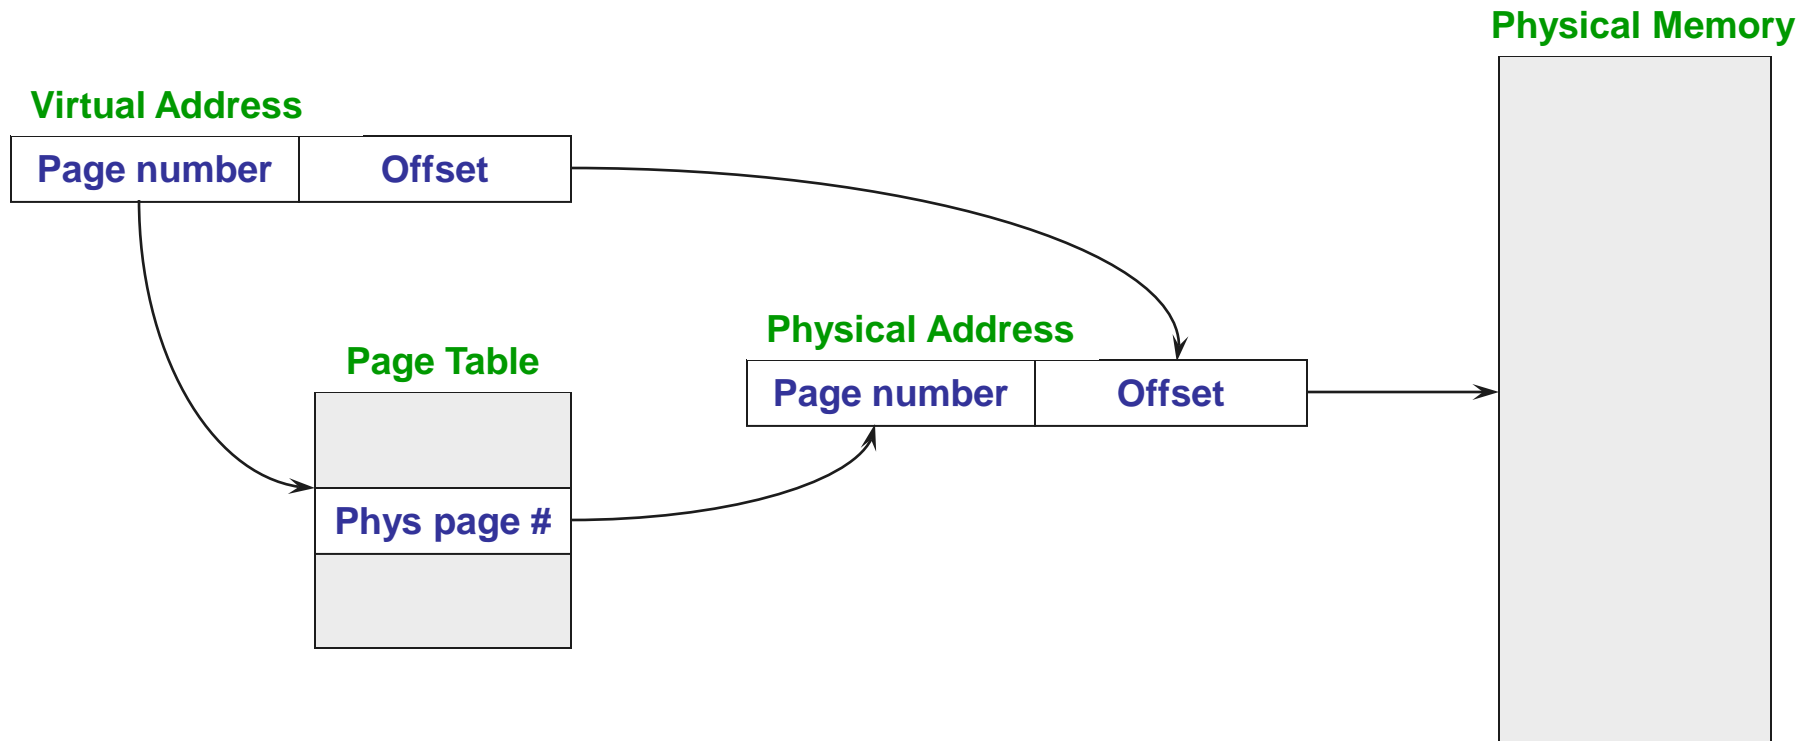 Physical Memory
Virtual Address
Page number Offset
Physical Address
Page Table
Page number Offset
Phys page #